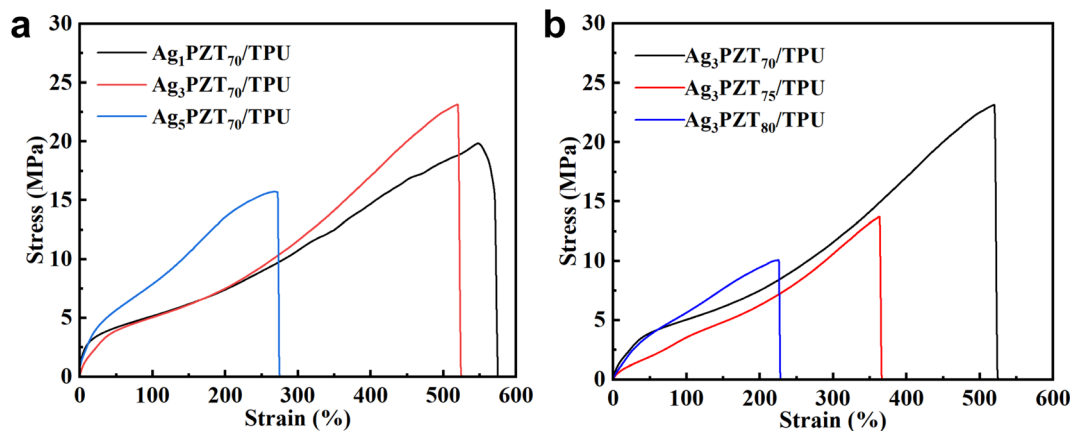 a
30
25
20
15
10
5
0
Stress (MPa)
Ag₁PZT₇₀/TPU
Ag₃PZT₇₀/TPU
Ag₅PZT₇₀/TPU
0 100 200 300 400 500 600
Strain (%)
b
30
25
20
15
10
5
0
Stress (MPa)
Ag₃PZT₇₀/TPU
Ag₃PZT₇₅/TPU
Ag₃PZT₈₀/TPU
0 100 200 300 400 500 600
Strain (%)